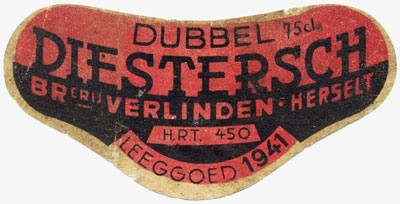 DUBBEL 75cl.
DIESTERSCH
BRERIJ VERLINDEN · HERSELT
H.R.T. 450
LEEGGOED 1941